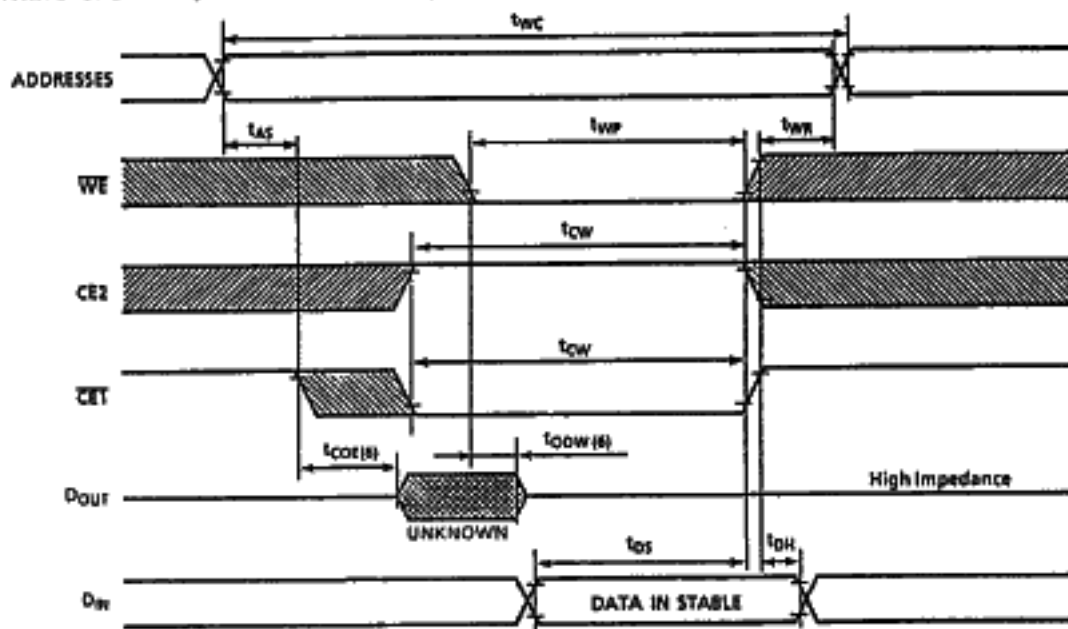 tWC
ADDRESSES
tAS
tWP
tWR
WE
tCW
CE2
tCW
CE1
tCOE(6)
tODW(6)
DOUT
High Impedance
UNKNOWN
tDS
tDH
DIN
DATA IN STABLE